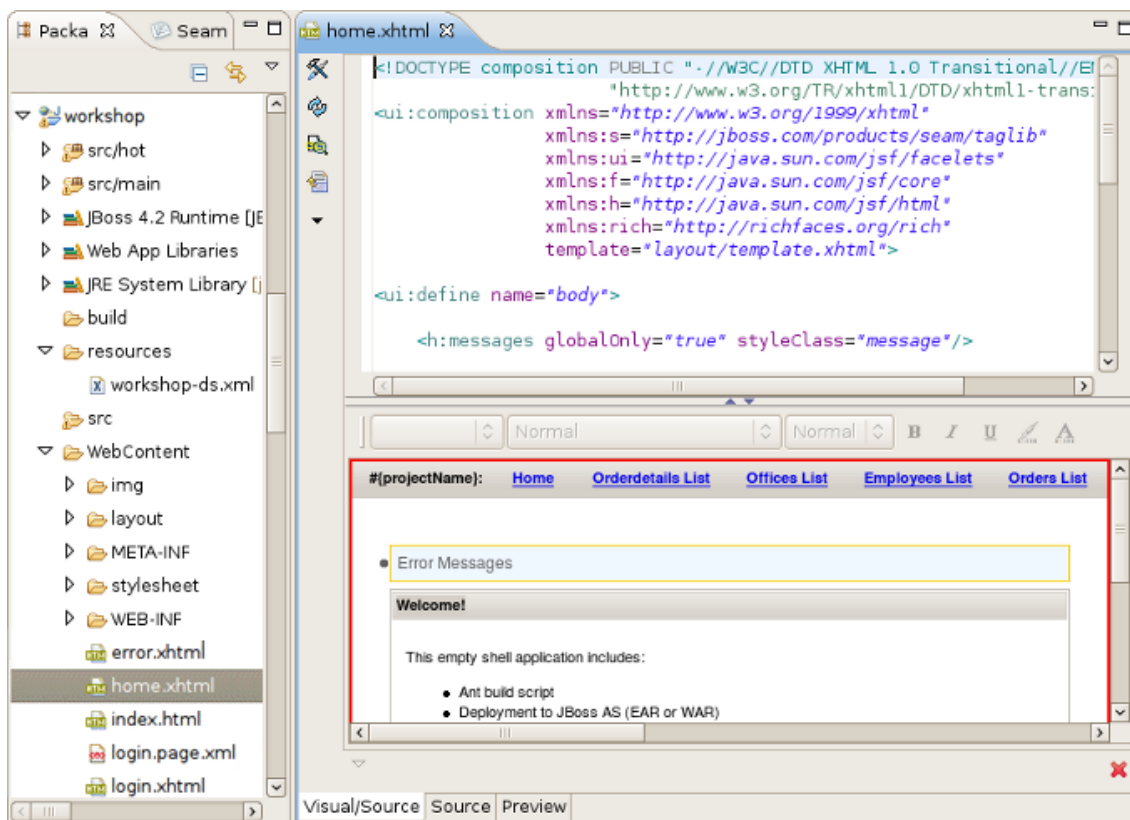 Packa
Seam
workshop
src/hot
src/main
JBoss 4.2 Runtime [JE
Web App Libraries
JRE System Library [j
build
resources
workshop-ds.xml
src
WebContent
img
layout
META-INF
stylesheet
WEB-INF
error.xhtml
home.xhtml
index.html
login.page.xml
login.xhtml
home.xhtml
<!DOCTYPE composition PUBLIC "-//W3C//DTD XHTML 1.0 Transitional//EN
"http://www.w3.org/TR/xhtml1/DTD/xhtml1-trans
<ui:composition xmlns="http://www.w3.org/1999/xhtml"
xmlns:s="http://jboss.com/products/seam/taglib"
xmlns:ui="http://java.sun.com/jsf/facelets"
xmlns:f="http://java.sun.com/jsf/core"
xmlns:h="http://java.sun.com/jsf/html"
xmlns:rich="http://richfaces.org/rich"
template="layout/template.xhtml">
<ui:define name="body">
<h:messages globalOnly="true" styleClass="message"/>
Normal Normal B I U A
#{projectName}: Home Orderdetails List Offices List Employees List Orders List
Error Messages
Welcome!
This empty shell application includes:
Ant build script
Deployment to JBoss AS (EAR or WAR)
Visual/Source Source Preview